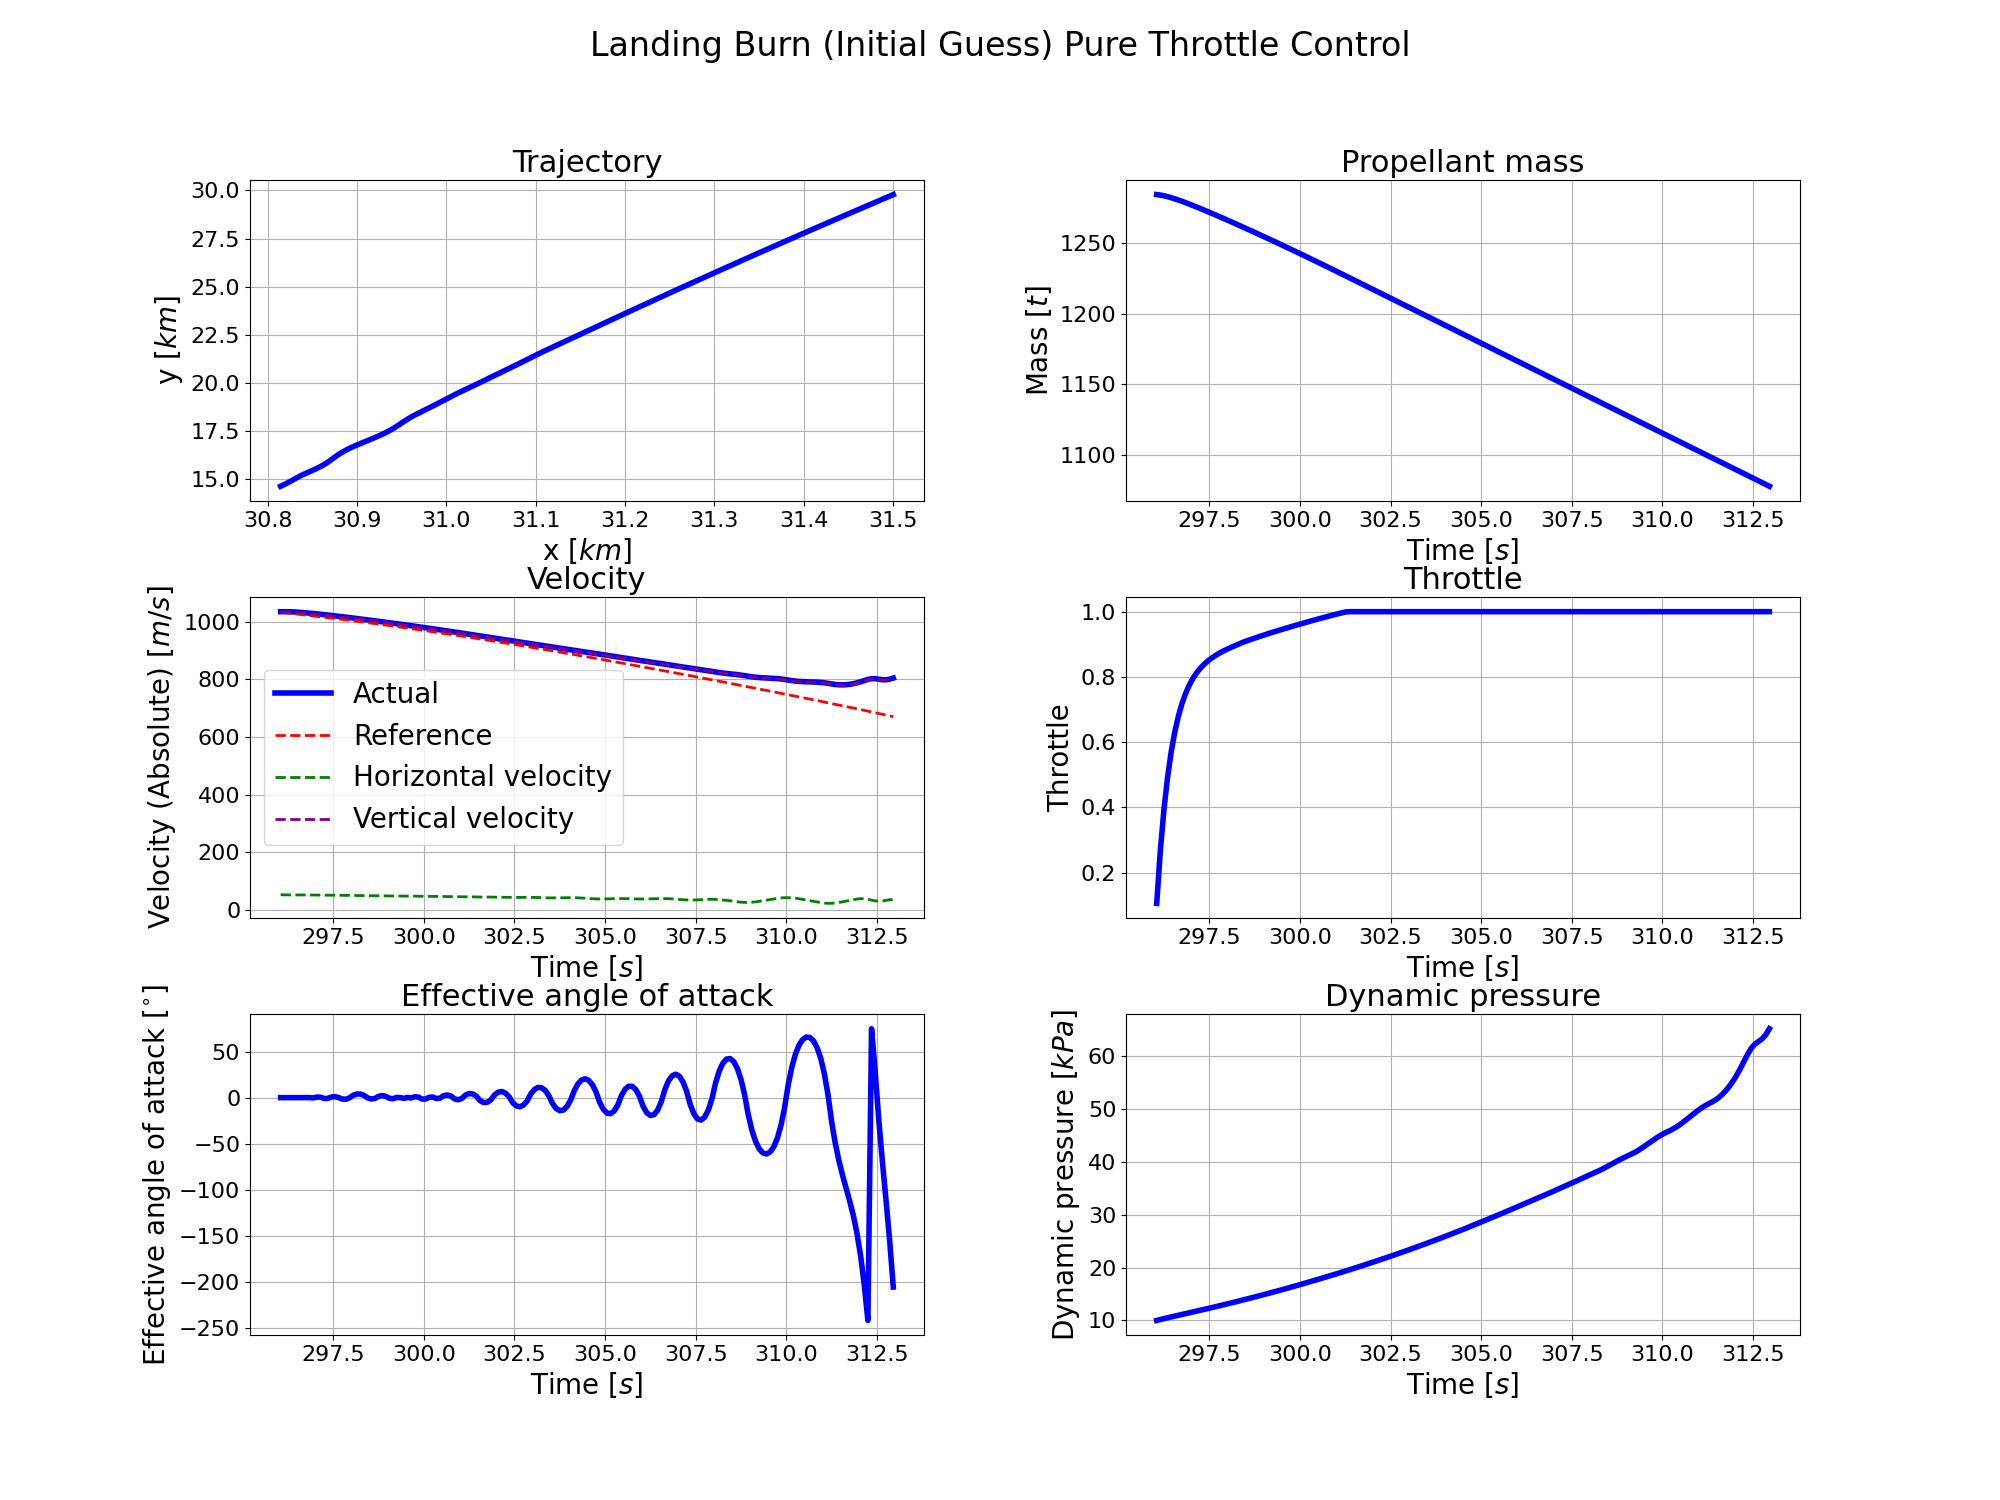 Landing Burn (Initial Guess) Pure Throttle Control
Trajectory
y [km]
30.0
27.5
25.0
22.5
20.0
17.5
15.0
30.8 30.9 31.0 31.1 31.2 31.3 31.4 31.5
x [km]
Propellant mass
Mass [t]
1250
1200
1150
1100
297.5 300.0 302.5 305.0 307.5 310.0 312.5
Time [s]
Velocity
Velocity (Absolute) [m/s]
1000
800
600
400
200
0
Actual
Reference
Horizontal velocity
Vertical velocity
297.5 300.0 302.5 305.0 307.5 310.0 312.5
Time [s]
Throttle
Throttle
1.0
0.8
0.6
0.4
0.2
297.5 300.0 302.5 305.0 307.5 310.0 312.5
Time [s]
Effective angle of attack
Effective angle of attack [°]
50
0
−50
−100
−150
−200
−250
297.5 300.0 302.5 305.0 307.5 310.0 312.5
Time [s]
Dynamic pressure
Dynamic pressure [kPa]
60
50
40
30
20
10
297.5 300.0 302.5 305.0 307.5 310.0 312.5
Time [s]